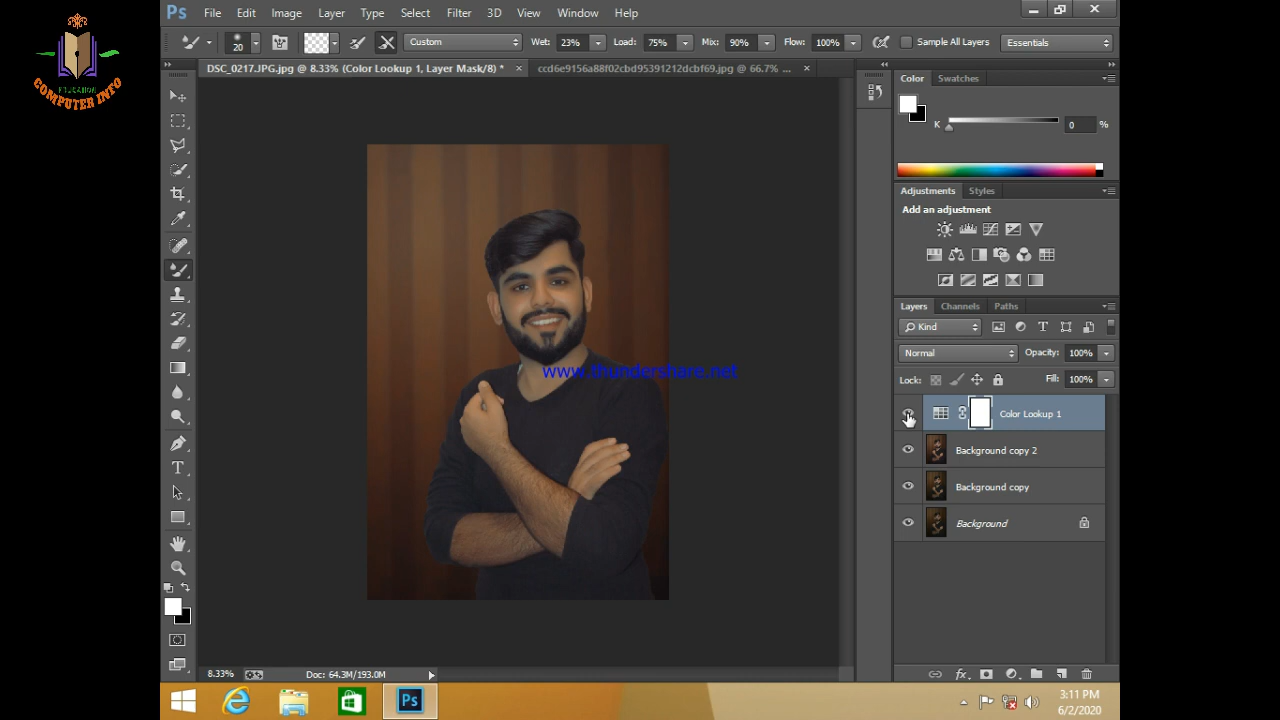 Ps File Edit Image Layer Type Select Filter 3D View Window Help
20 Custom Wet: 23% Load: 75% Mix: 90% Flow: 100% Sample All Layers Essentials
DSC_0217.JPG.jpg @ 8.33% (Color Lookup 1, Layer Mask/8) * × ccd6e9156a88f02cbd95391212dcbf69.jpg @ 66.7% ... ×
EDUCATION
COMPUTER INFO
Color Swatches
K 0 %
Adjustments Styles
Add an adjustment
Layers Channels Paths
Kind
Normal Opacity: 100%
Lock: Fill: 100%
www.thundershare.net
Color Lookup 1
Background copy 2
Background copy
Background
8.33% Doc: 64.3M/193.0M
Ps
3:11 PM
6/2/2020